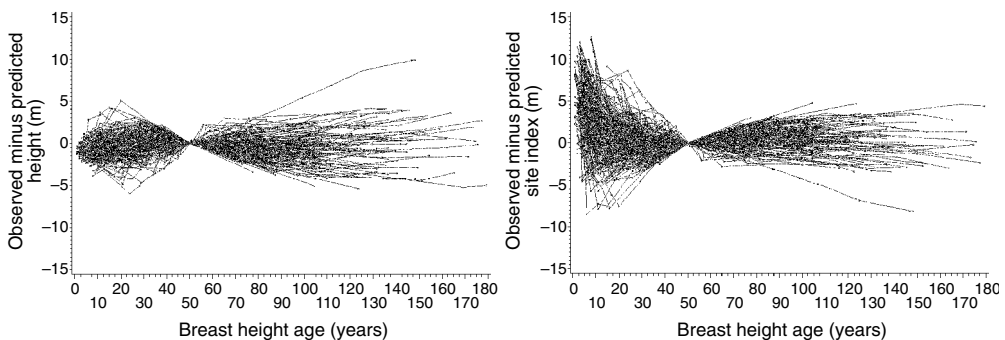 Observed minus predicted
height (m)
15
10
5
0
−5
−10
−15
0 20 40 60 80 100 120 140 160 180
10 30 50 70 90 110 130 150 170
Breast height age (years)
Observed minus predicted
site index (m)
15
10
5
0
−5
−10
−15
0 20 40 60 80 100 120 140 160 180
10 30 50 70 90 110 130 150 170
Breast height age (years)